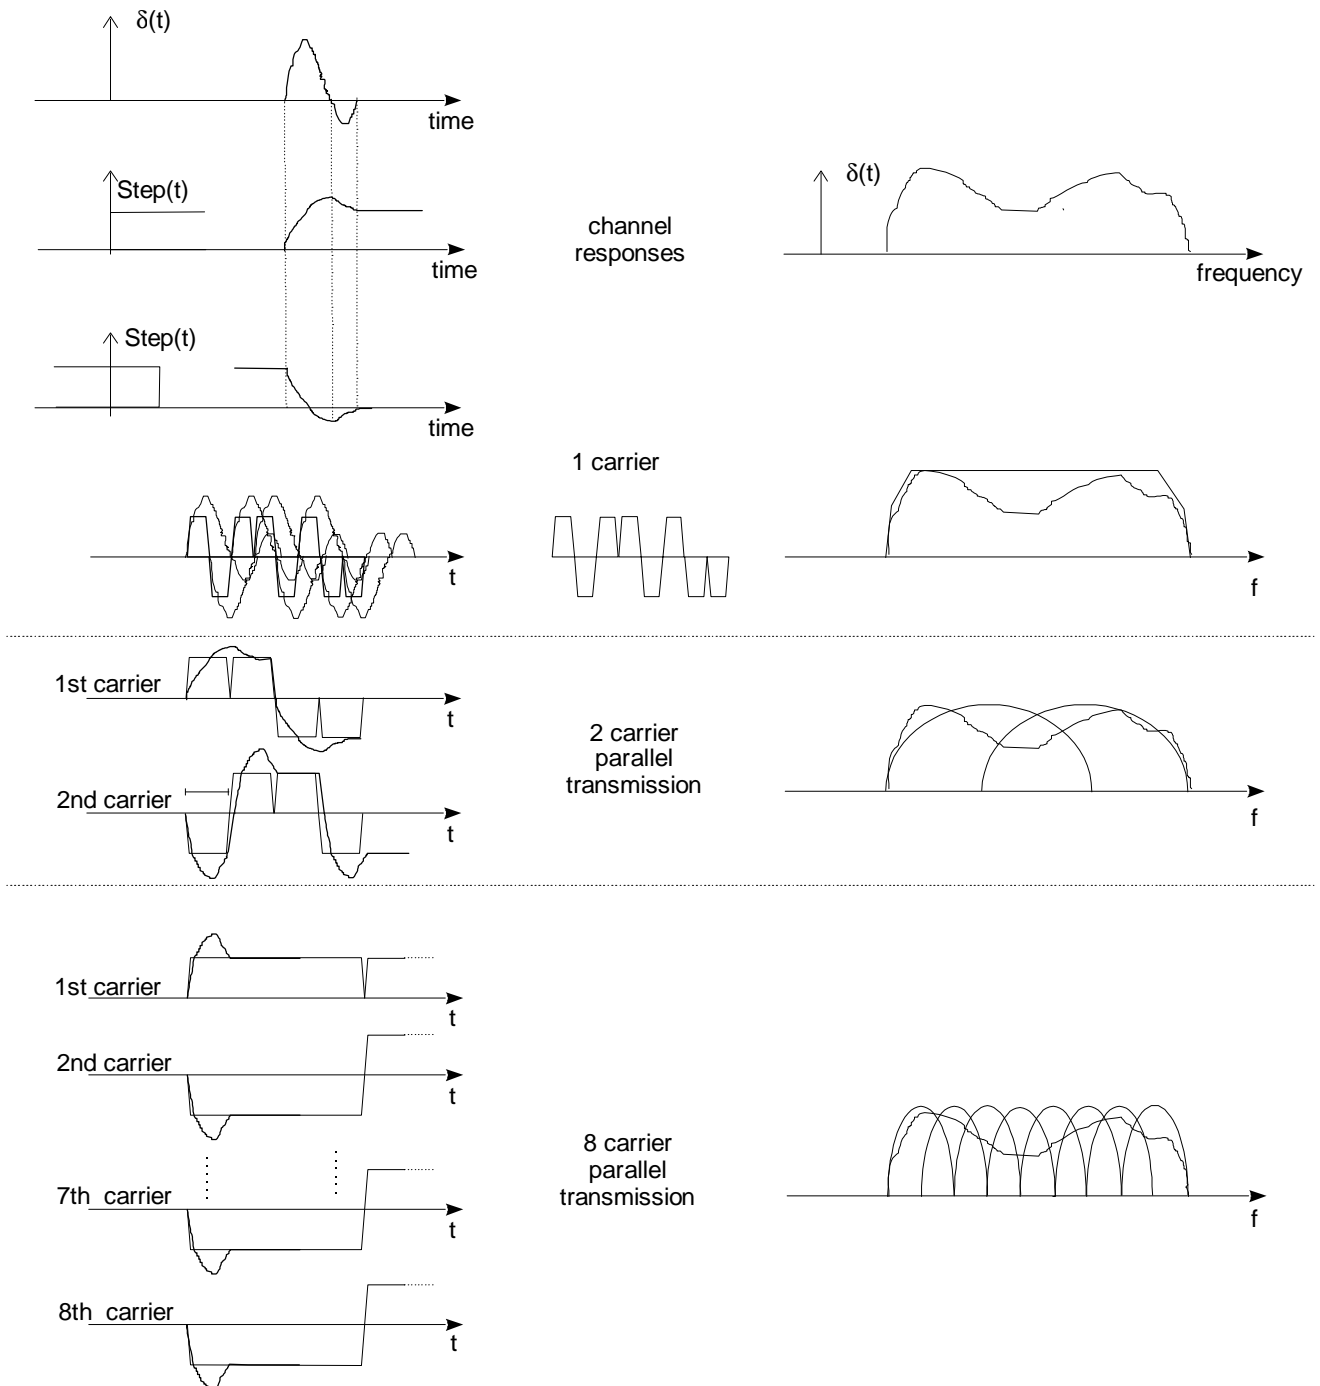 δ(t)
time
Step(t)
time
channel
responses
δ(t)
frequency
Step(t)
time
1 carrier
t
f
1st carrier
t
2nd carrier
t
2 carrier
parallel
transmission
f
1st carrier
t
2nd carrier
t
7th carrier
t
8th carrier
t
8 carrier
parallel
transmission
f